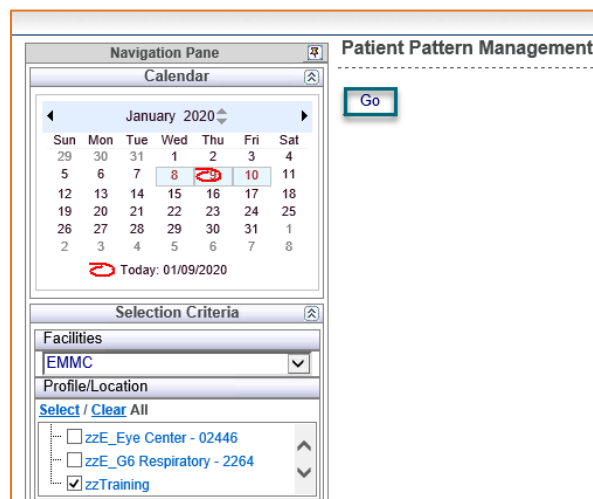 Navigation Pane
Calendar
January 2020
Sun Mon Tue Wed Thu Fri Sat
29 30 31 1 2 3 4
5 6 7 8 9 10 11
12 13 14 15 16 17 18
19 20 21 22 23 24 25
26 27 28 29 30 31 1
2 3 4 5 6 7 8
Today: 01/09/2020
Selection Criteria
Facilities
EMMC
Profile/Location
Select / Clear All
zzE_Eye Center - 02446
zzE_G6 Respiratory - 2264
zzTraining
Patient Pattern Management
Go